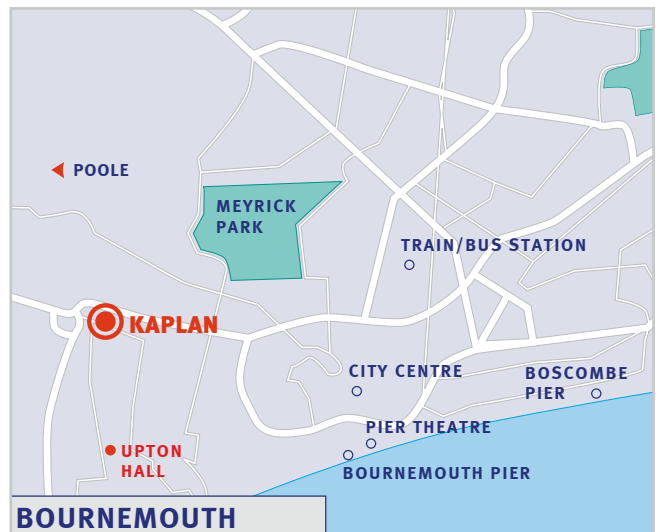 POOLE
MEYRICK
PARK
TRAIN/BUS STATION
KAPLAN
CITY CENTRE
BOSCOMBE
PIER
PIER THEATRE
UPTON
HALL
BOURNEMOUTH PIER
BOURNEMOUTH